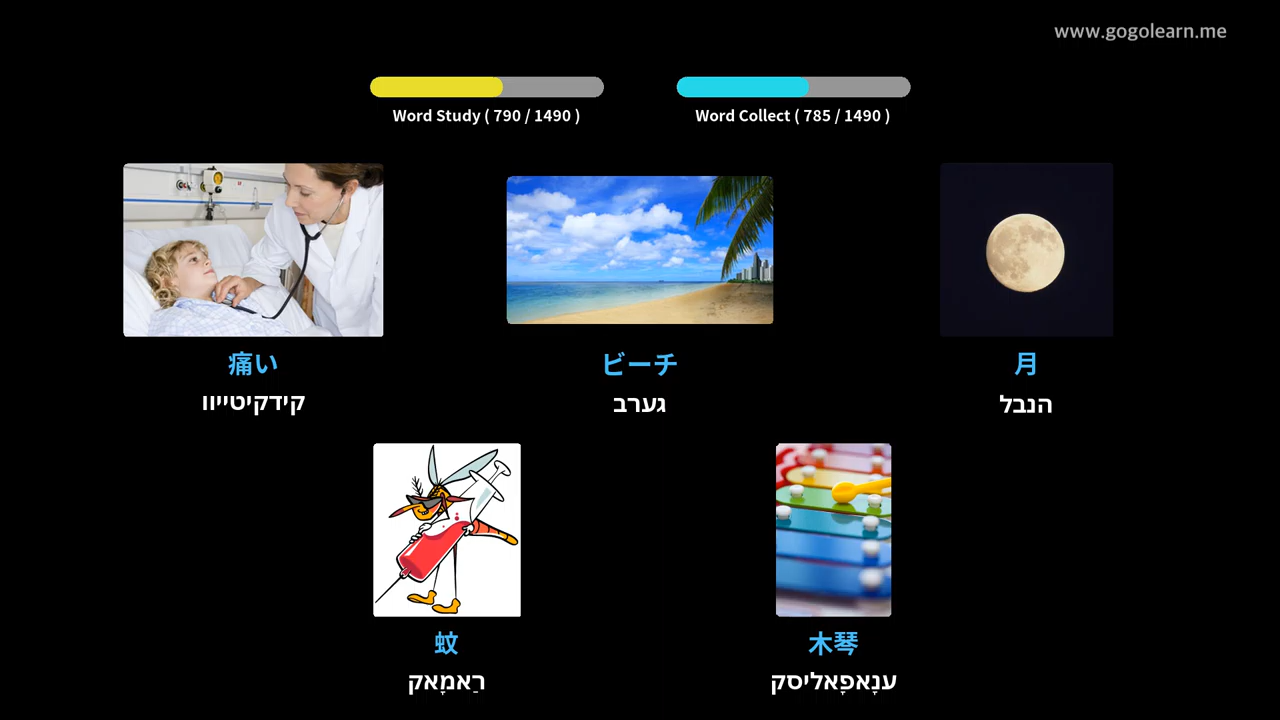 www.gogolearn.me
Word Study ( 790 / 1490 )
Word Collect ( 785 / 1490 )
痛い
קידקיטייוו
ビーチ
גערב
月
הנבל
蚊
רַאמָאק
木琴
ענָאפָאליסק